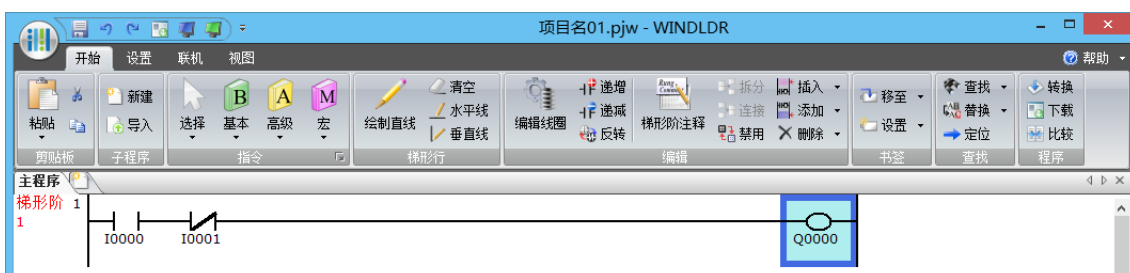 项目名01.pjw - WINDLDR
开始 设置 联机 视图 帮助
粘贴 新建 导入 选择 B 基本 A 高级 M 宏 绘制直线 清空 水平线 垂直线 编辑线圈 递增 递减 反转 梯形阶注释 拆分 连接 禁用 插入 添加 删除 移至 设置 查找 替换 定位 转换 下载 比较
剪贴板 子程序 指令 梯形行 编辑 书签 查找 程序
主程序
梯形阶 1
1
I0000 I0001 Q0000